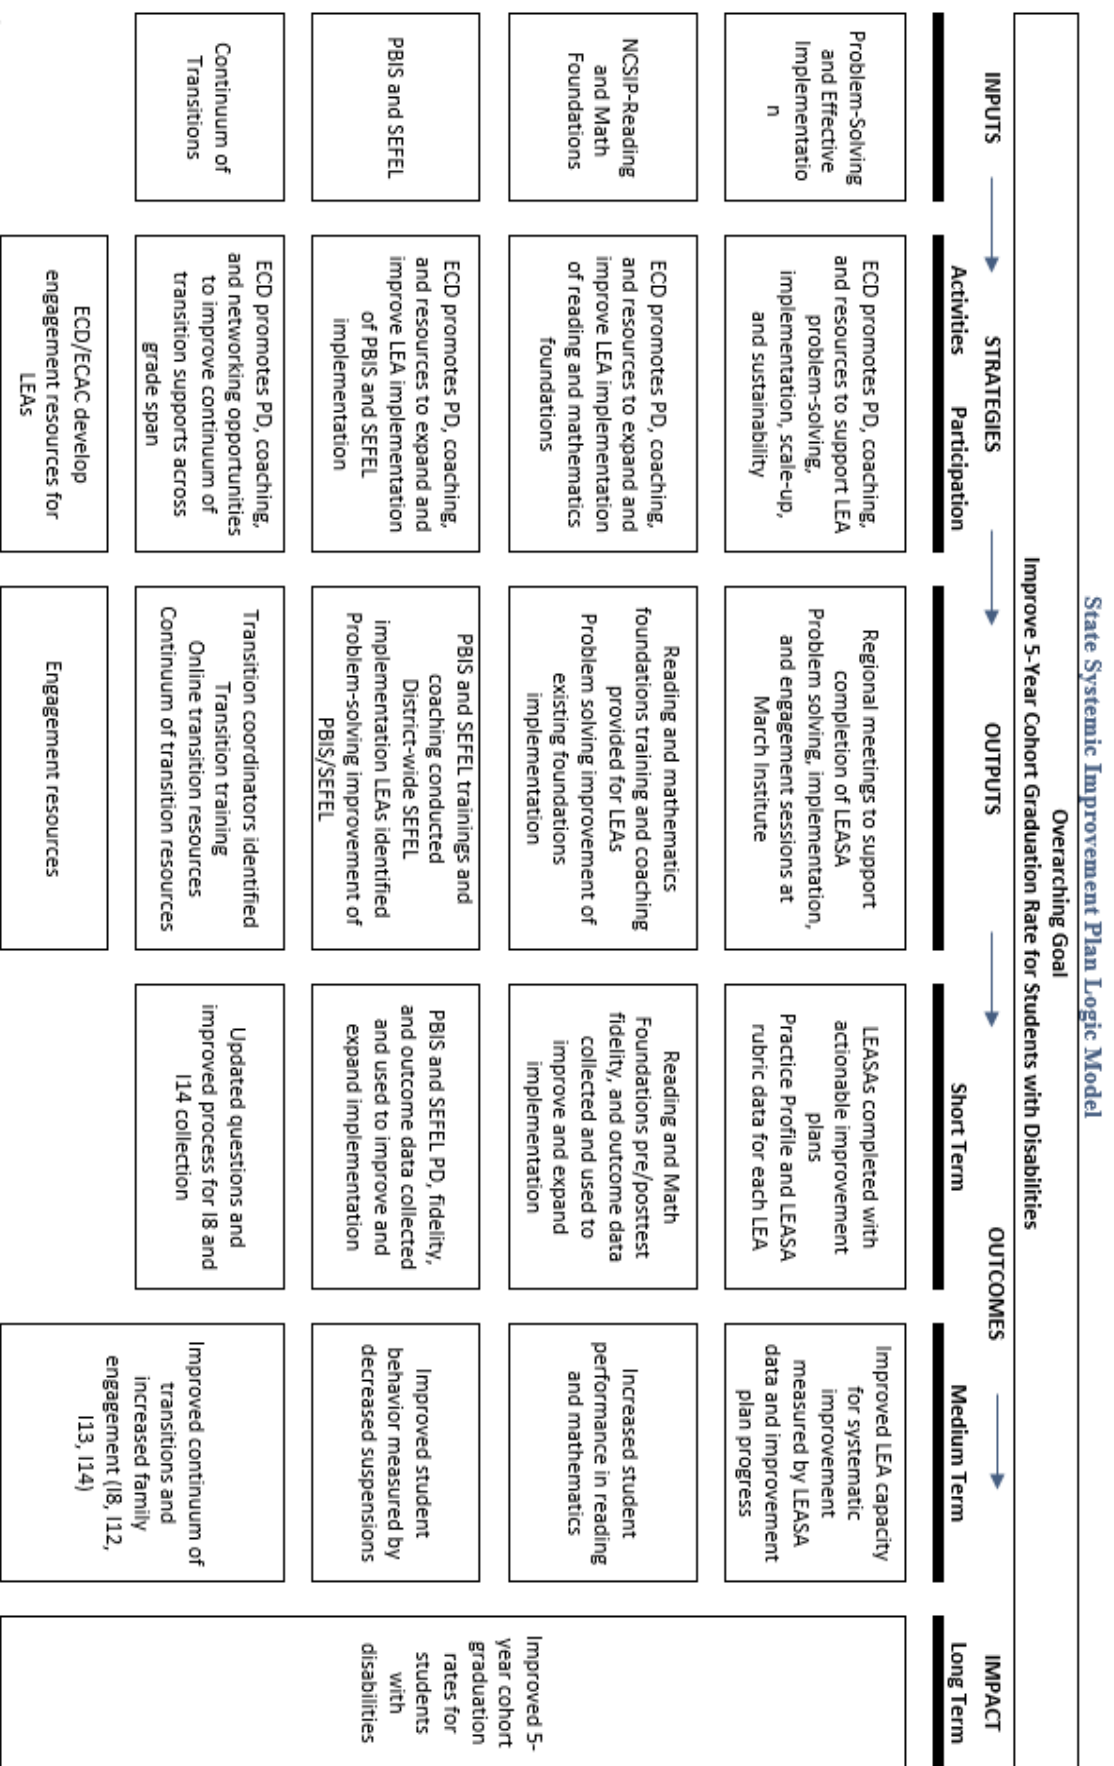 State Systemic Improvement Plan Logic Model
Overarching Goal
Improve 5-Year Cohort Graduation Rate for Students with Disabilities
INPUTS
STRATEGIES
OUTPUTS
OUTCOMES
IMPACT
Activities
Participation
Short Term
Medium Term
Long Term
Problem-Solving
and Effective
Implementatio
n
ECD promotes PD, coaching,
and resources to support LEA
problem-solving,
implementation, scale-up,
and sustainability
Regional meetings to support
completion of LEASA
Problem solving, implementation,
and engagement sessions at
March Institute
LEASAs completed with
actionable improvement
plans
Practice Profile and LEASA
rubric data for each LEA
Improved LEA capacity
for systematic
improvement
measured by LEASA
data and improvement
plan progress
NCSIP-Reading
and Math
Foundations
ECD promotes PD, coaching,
and resources to expand and
improve LEA implementation
of reading and mathematics
foundations
Reading and mathematics
foundations training and coaching
provided for LEAs
Problem solving improvement of
existing foundations
implementation
Reading and Math
Foundations pre/posttest
fidelity, and outcome data
collected and used to
improve and expand
implementation
Increased student
performance in reading
and mathematics
PBIS and SEFEL
ECD promotes PD, coaching,
and resources to expand and
improve LEA implementation
of PBIS and SEFEL
implementation
PBIS and SEFEL trainings and
coaching conducted
District-wide SEFEL
implementation LEAs identified
Problem-solving improvement of
PBIS/SEFEL
PBIS and SEFEL PD, fidelity,
and outcome data collected
and used to improve and
expand implementation
Improved student
behavior measured by
decreased suspensions
Continuum of
Transitions
ECD promotes PD, coaching,
and networking opportunities
to improve continuum of
transition supports across
grade span
Transition coordinators identified
Transition training
Online transition resources
Continuum of transition resources
Updated questions and
improved process for I8 and
I14 collection
Improved continuum of
transitions and
increased family
engagement (I8, I12,
I13, I14)
ECD/ECAC develop
engagement resources for
LEAs
Engagement resources
Improved 5-
year cohort
graduation
rates for
students
with
disabilities